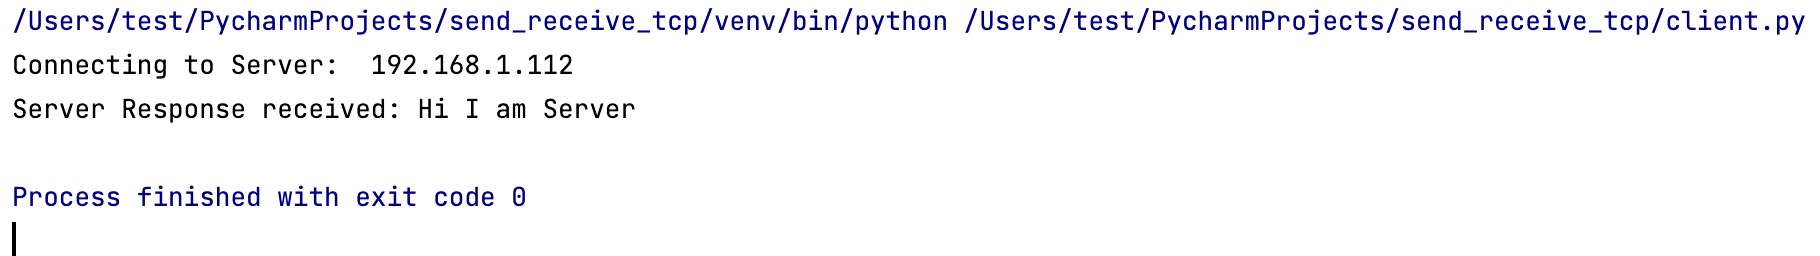 /Users/test/PycharmProjects/send_receive_tcp/venv/bin/python /Users/test/PycharmProjects/send_receive_tcp/client.py
Connecting to Server:  192.168.1.112
Server Response received: Hi I am Server
Process finished with exit code 0